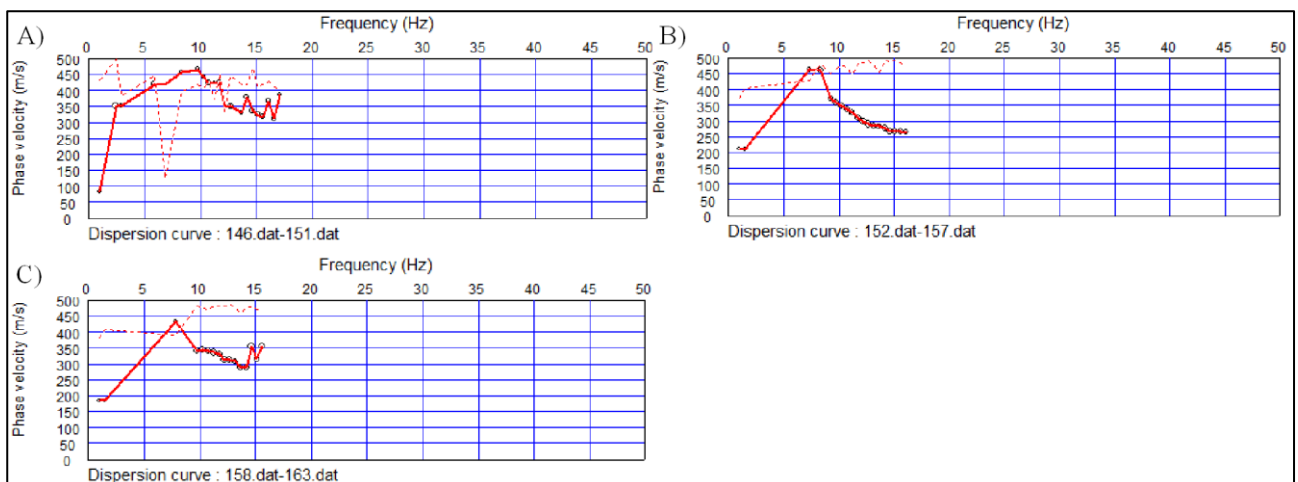 A)
Frequency (Hz)
0 5 10 15 20 25 30 35 40 45 50
Phase velocity (m/s)
500
450
400
350
300
250
200
150
100
50
0
Dispersion curve : 146.dat-151.dat
B)
Frequency (Hz)
0 5 10 15 20 25 30 35 40 45 50
Phase velocity (m/s)
500
450
400
350
300
250
200
150
100
50
0
Dispersion curve : 152.dat-157.dat
C)
Frequency (Hz)
0 5 10 15 20 25 30 35 40 45 50
Phase velocity (m/s)
500
450
400
350
300
250
200
150
100
50
0
Dispersion curve : 158.dat-163.dat